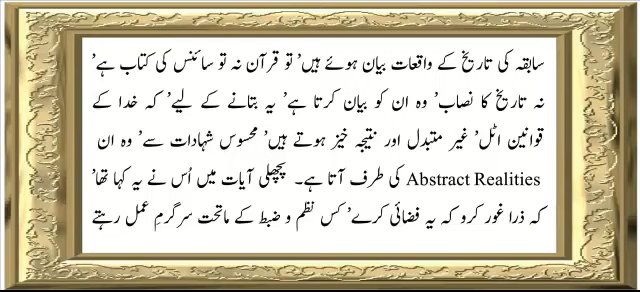 سابقہ کی تاریخ کے واقعات بیان ہوئے ہیں' تو قرآن نہ تو سائنس کی کتاب ہے'
نہ تاریخ کا نصاب' وہ ان کو بیان کرتا ہے' یہ بتانے کے لیے' کہ خدا کے
قوانین اٹل' غیر متبدل اور نتیجہ خیز ہوتے ہیں' محسوس شہادات سے' وہ ان
Abstract Realities کی طرف آتا ہے۔ پچھلی آیات میں اُس نے یہ کہا تھا'
کہ ذرا غور کرو کہ یہ فضائی کرے' کس نظم و ضبط کے ماتحت سرگرمِ عمل رہتے